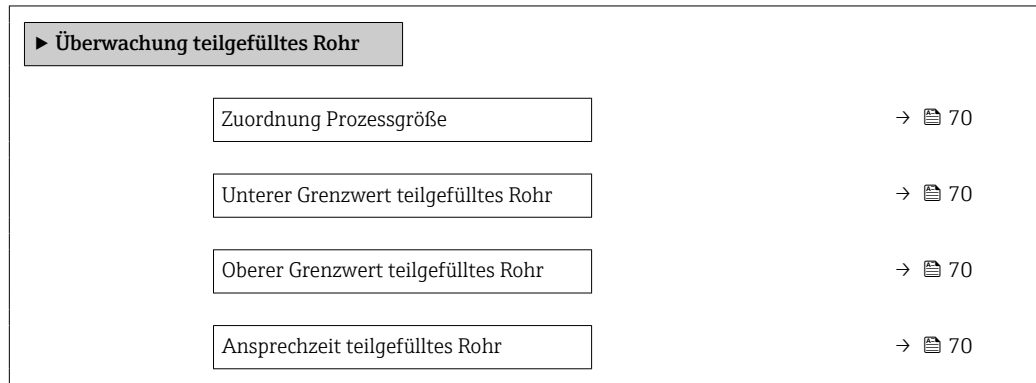 ► Überwachung teilgefülltes Rohr
Zuordnung Prozessgröße → 70
Unterer Grenzwert teilgefülltes Rohr → 70
Oberer Grenzwert teilgefülltes Rohr → 70
Ansprechzeit teilgefülltes Rohr → 70